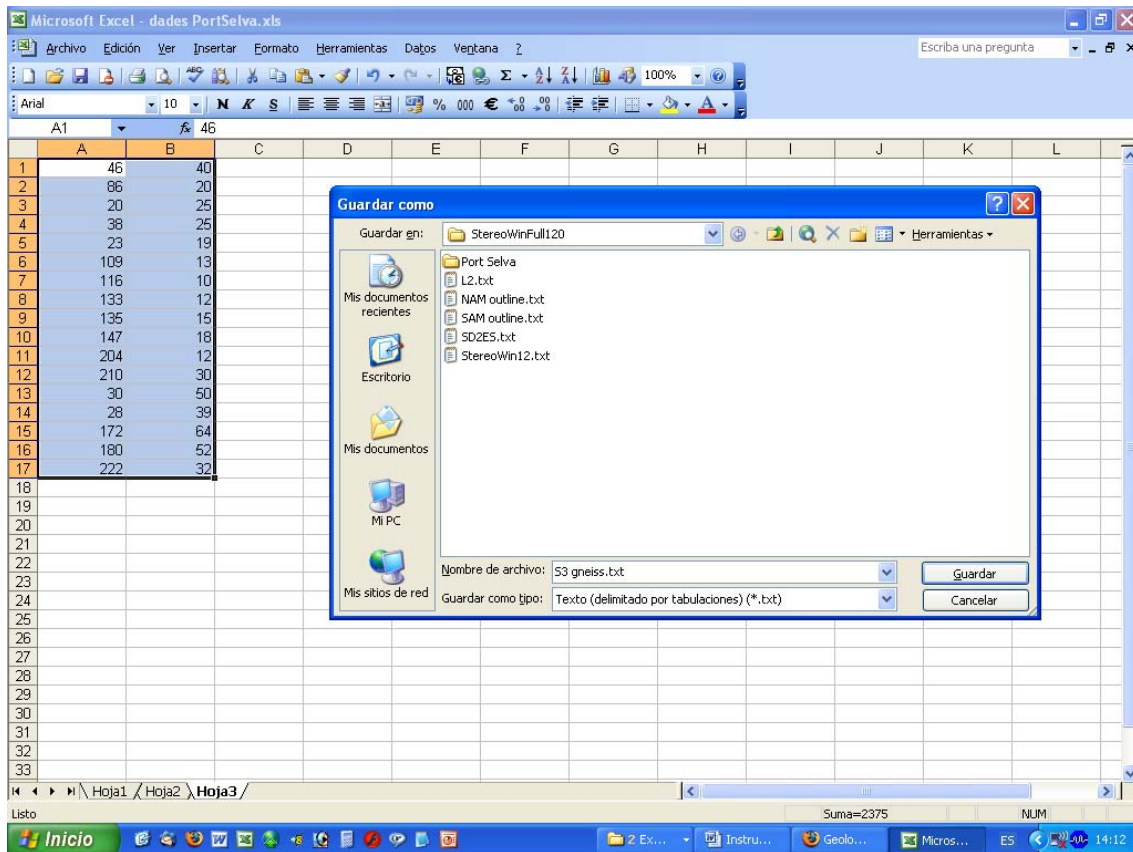 Microsoft Excel - dades PortSelva.xls
Archivo Edición Ver Insertar Formato Herramientas Datos Ventana ? Escriba una pregunta
100%
Arial 10 N K S % 000 €
A1 fx 46
A B C D E F G H I J K L
1 46 40
2 86 20
3 20 25
4 38 25
5 23 19
6 109 13
7 116 10
8 133 12
9 135 15
10 147 18
11 204 12
12 210 30
13 30 50
14 28 39
15 172 64
16 180 52
17 222 32
18
19
20
21
22
23
24
25
26
27
28
29
30
31
32
33
Guardar como
Guardar en: StereoWinFull120 Herramientas
Mis documentos recientes
Escritorio
Mis documentos
Mi PC
Mis sitios de red
Port Selva
L2.txt
NAM outline.txt
SAM outline.txt
SD2ES.txt
StereoWin12.txt
Nombre de archivo: S3 gneiss.txt Guardar
Guardar como tipo: Texto (delimitado por tabulaciones) (*.txt) Cancelar
Hoja1 Hoja2 Hoja3
Listo Suma=2375 NUM
Inicio 2 Ex... Instru... Geolo... Micros... ES 14:12